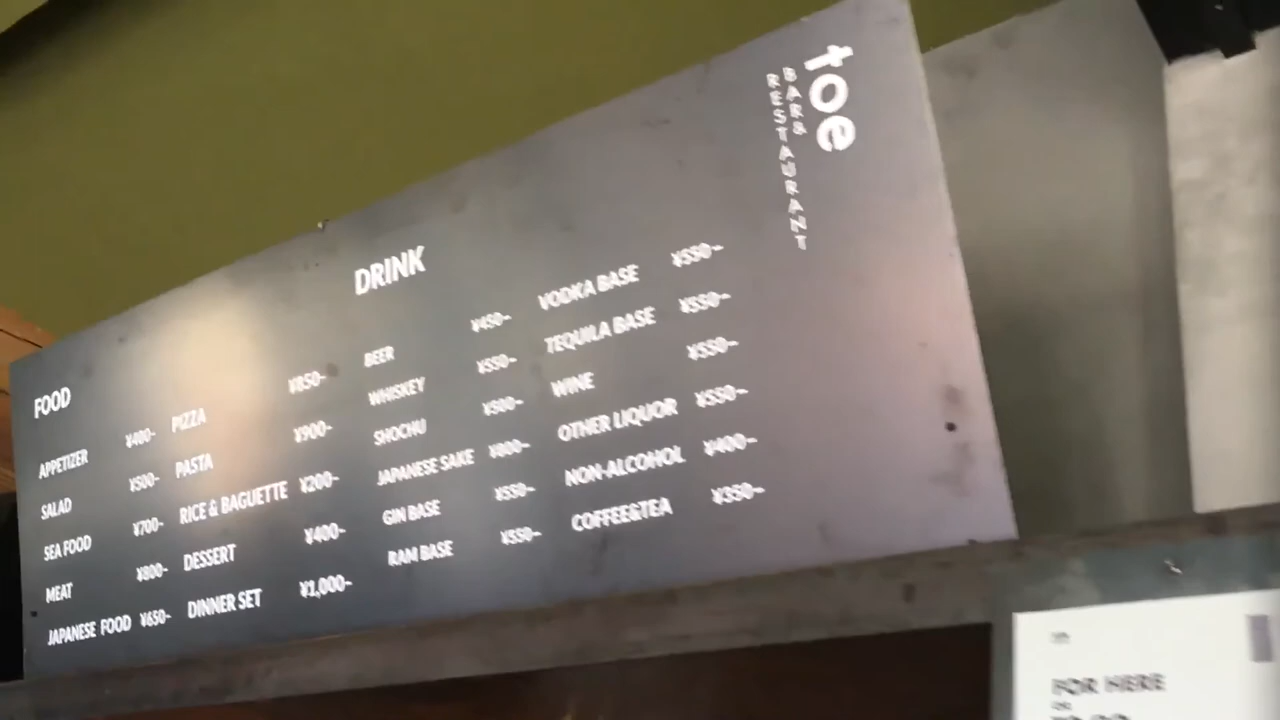 toe
BAR&
RESTAURANT
FOOD
APPETIZER ¥400-
SALAD ¥500-
SEA FOOD ¥700-
MEAT ¥800-
JAPANESE FOOD ¥650-
PIZZA ¥850-
PASTA ¥900-
RICE & BAGUETTE ¥200-
DESSERT ¥400-
DINNER SET ¥1,000-
DRINK
BEER ¥450-
WHISKEY ¥550-
SHOCHU ¥500-
JAPANESE SAKE ¥800-
GIN BASE ¥550-
RAM BASE ¥550-
VODKA BASE ¥550-
TEQUILA BASE ¥550-
WINE ¥550-
OTHER LIQUOR ¥550-
NON-ALCOHOL ¥400-
COFFEE&TEA ¥350-
FOR HERE